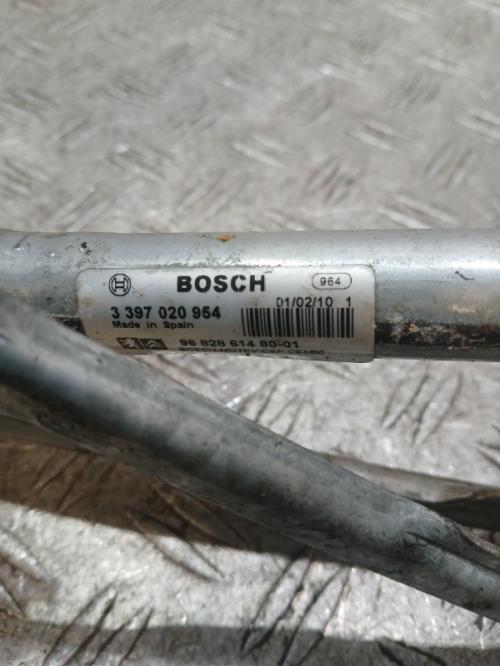 BOSCH 964
3 397 020 954 01/02/10 1
Made in Spain
96 828 614 80-01